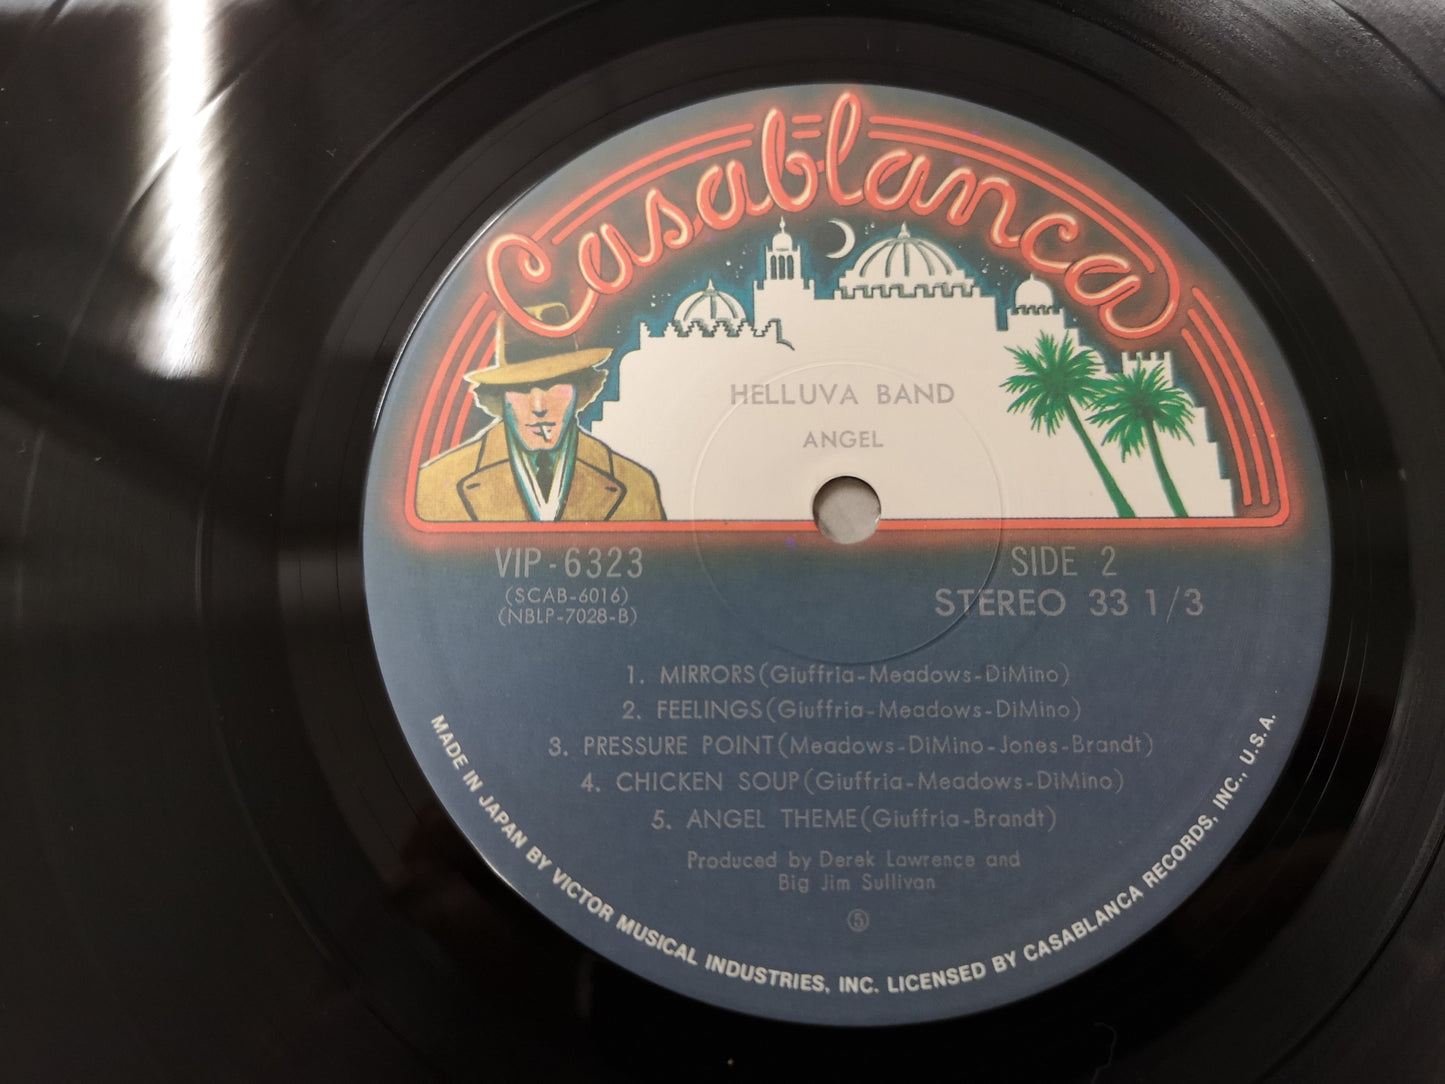 Casablanca
HELLUVA BAND
ANGEL
VIP-6323
(SCAB-6016)
(NBLP-7028-B)
SIDE 2
STEREO 33 1/3
1. MIRRORS(Giuffria-Meadows-DiMino)
2. FEELINGS(Giuffria-Meadows-DiMino)
3. PRESSURE POINT(Meadows-DiMino-Jones-Brandt)
4. CHICKEN SOUP(Giuffria-Meadows-DiMino)
5. ANGEL THEME(Giuffria-Brandt)
Produced by Derek Lawrence and
Big Jim Sullivan
⑤
MADE IN JAPAN BY VICTOR MUSICAL INDUSTRIES, INC. LICENSED BY CASABLANCA RECORDS, INC., U.S.A.